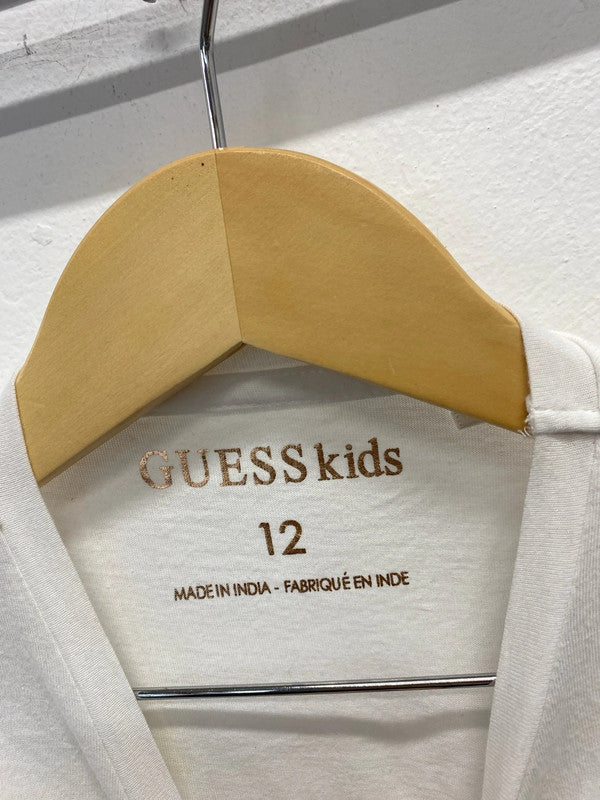 GUESS kids
12
MADE IN INDIA - FABRIQUÉ EN INDE